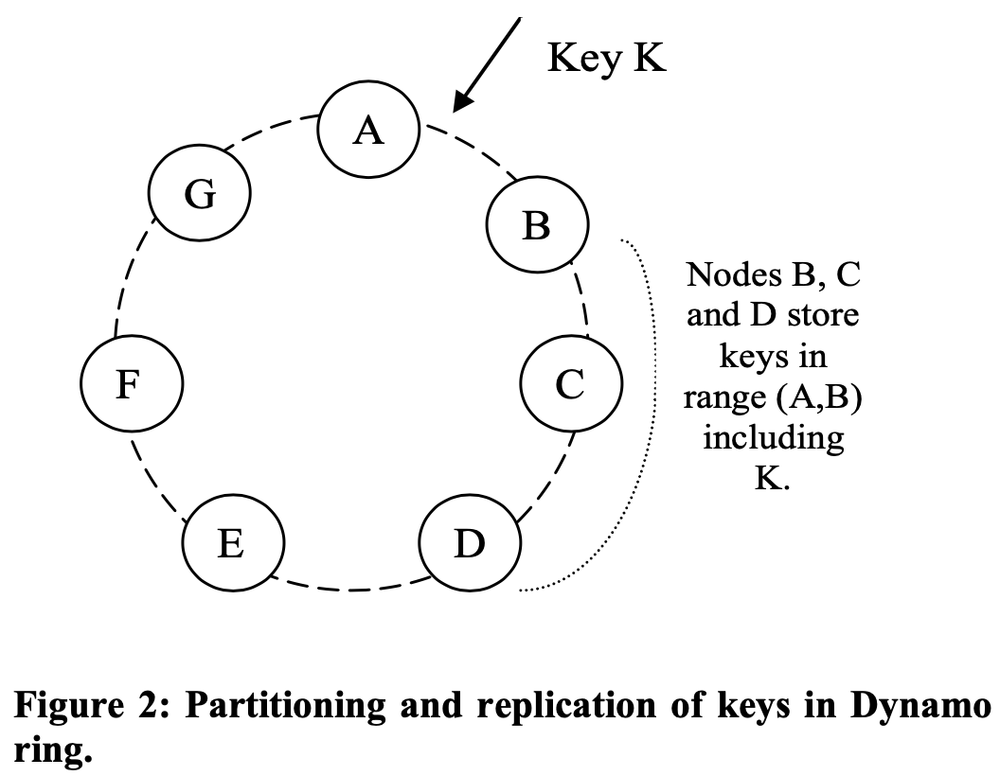 Key K
A
G
B
Nodes B, C
and D store
keys in
range (A,B)
including
K.
F
C
E
D
Figure 2: Partitioning and replication of keys in Dynamo
ring.